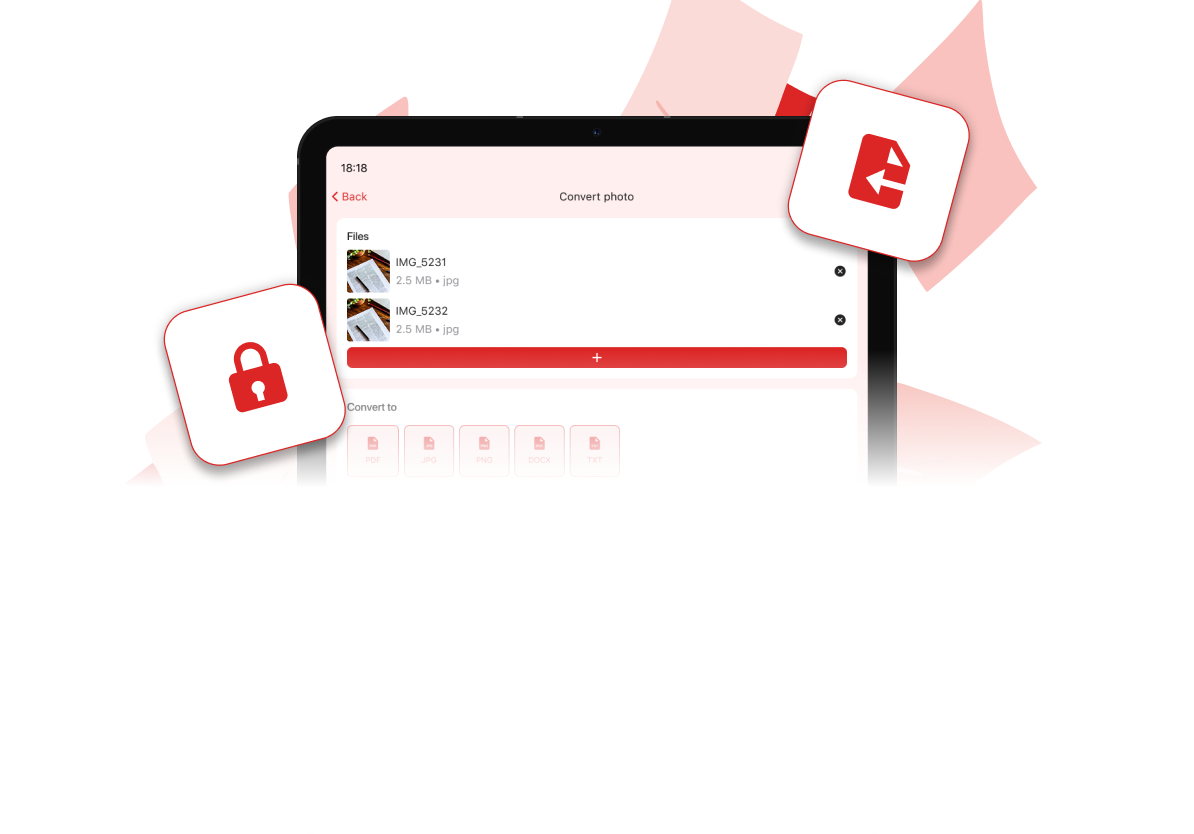 18:18
Back
Convert photo
Files
IMG_5231
2.5 MB • jpg
IMG_5232
2.5 MB • jpg
+
Convert to
PDF JPG PNG DOCX TXT